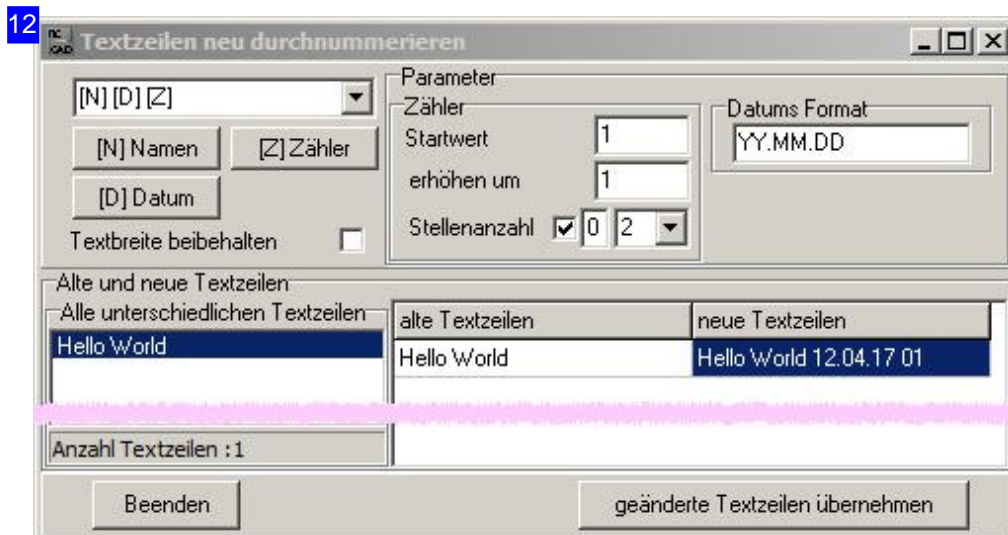 12
nc CAD Textzeilen neu durchnummerieren
[N] [D] [Z]
[N] Namen
[Z] Zähler
[D] Datum
Textbreite beibehalten
Parameter
Zähler
Startwert 1
erhöhen um 1
Stellenanzahl 0 2
Datums Format
YY.MM.DD
Alte und neue Textzeilen
Alle unterschiedlichen Textzeilen
Hello World
Anzahl Textzeilen :1
alte Textzeilen neue Textzeilen
Hello World Hello World 12.04.17 01
Beenden
geänderte Textzeilen übernehmen